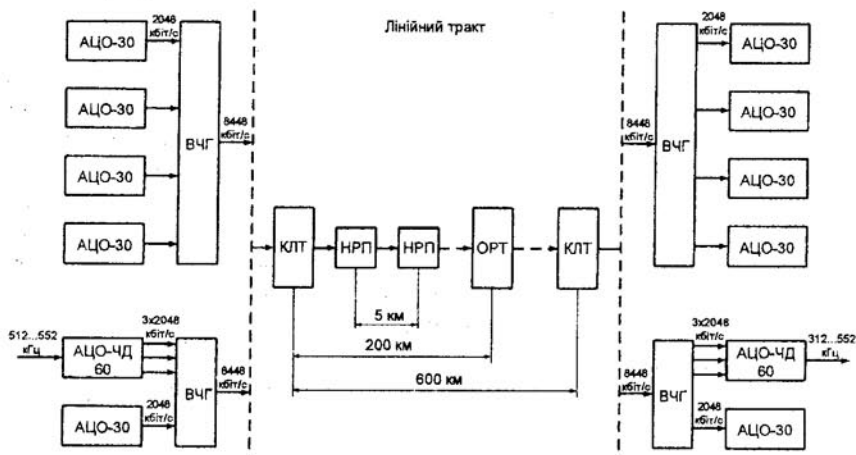 2048
кбіт/с
АЦО-30
АЦО-30
АЦО-30
АЦО-30
ВЧГ
8448
кбіт/с
512...552
кГц
АЦО-ЧД
60
3x2048
кбіт/с
АЦО-30
2048
кбіт/с
ВЧГ
8448
кбіт/с
Лінійний тракт
КЛТ
НРП
НРП
ОРТ
КЛТ
5 км
200 км
600 км
8448
кбіт/с
ВЧГ
2048
кбіт/с
АЦО-30
АЦО-30
АЦО-30
АЦО-30
8448
кбіт/с
ВЧГ
3x2048
кбіт/с
АЦО-ЧД
60
312...552
кГц
2048
кбіт/с
АЦО-30